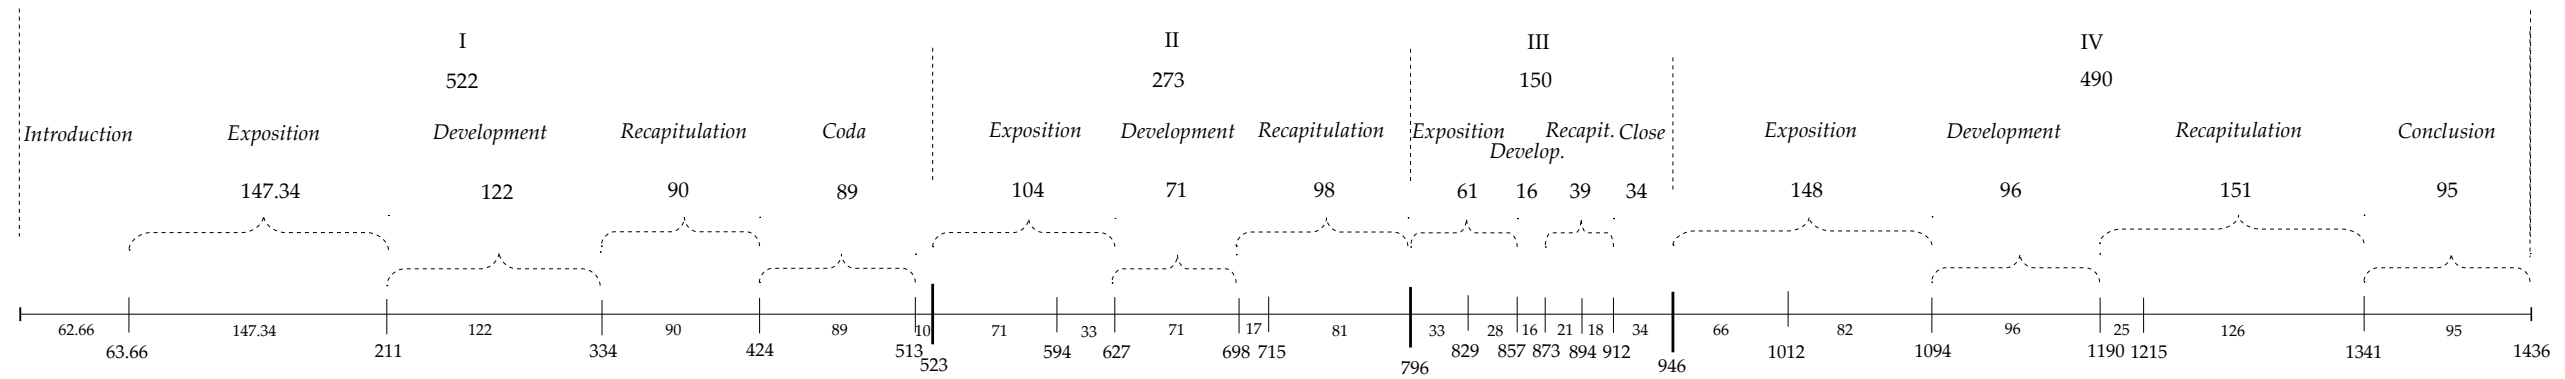 I II III IV
522 273 150 490
Introduction Exposition Development Recapitulation Coda Exposition Development Recapitulation Exposition Recapit. Close Exposition Development Recapitulation Conclusion
Develop.
147.34 122 90 89 104 71 98 61 16 39 34 148 96 151 95
62.66 147.34 122 90 89 10 71 33 71 17 81 33 28 16 21 18 34 66 82 96 25 126 95
63.66 211 334 424 513 594 627 698 715 829 857 873 894 912 1012 1094 1190 1215 1341 1436
523 796 946